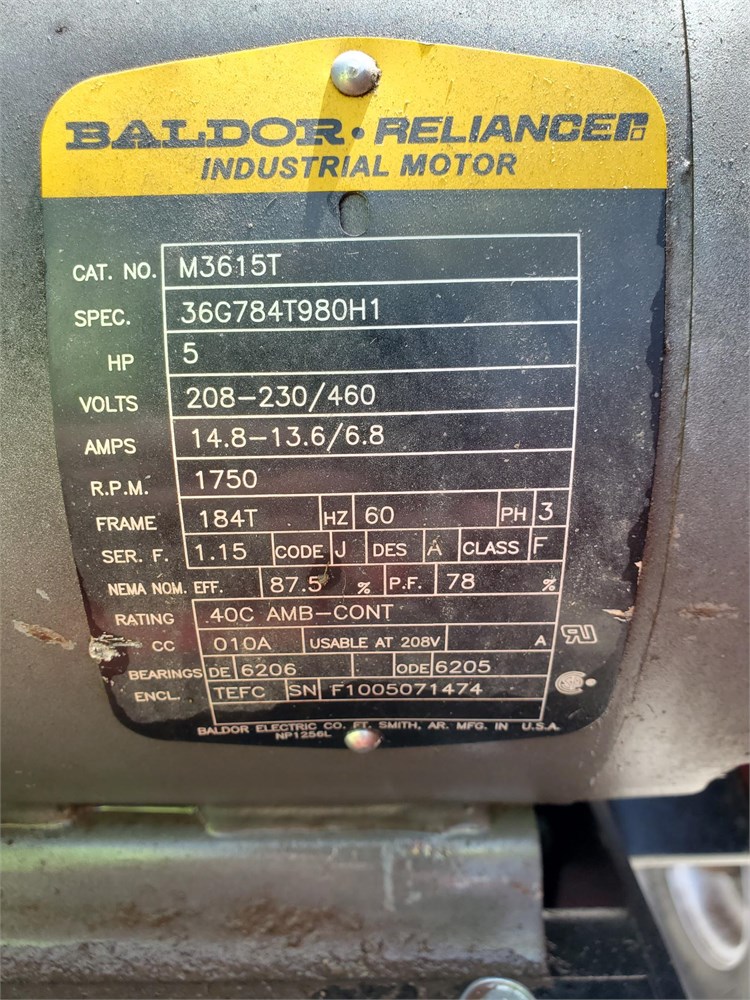 BALDOR • RELIANCE
INDUSTRIAL MOTOR
CAT. NO. M3615T
SPEC. 36G784T980H1
HP 5
VOLTS 208-230/460
AMPS 14.8-13.6/6.8
R.P.M. 1750
FRAME 184T HZ 60 PH 3
SER. F. 1.15 CODE J DES A CLASS F
NEMA NOM. EFF. 87.5 % P.F. 78 %
RATING 40C AMB-CONT
CC 010A USABLE AT 208V A
BEARINGS DE 6206 ODE 6205
ENCL. TEFC SN F1005071474
BALDOR ELECTRIC CO. FT. SMITH, AR. MFG. IN U.S.A.
NP1256L